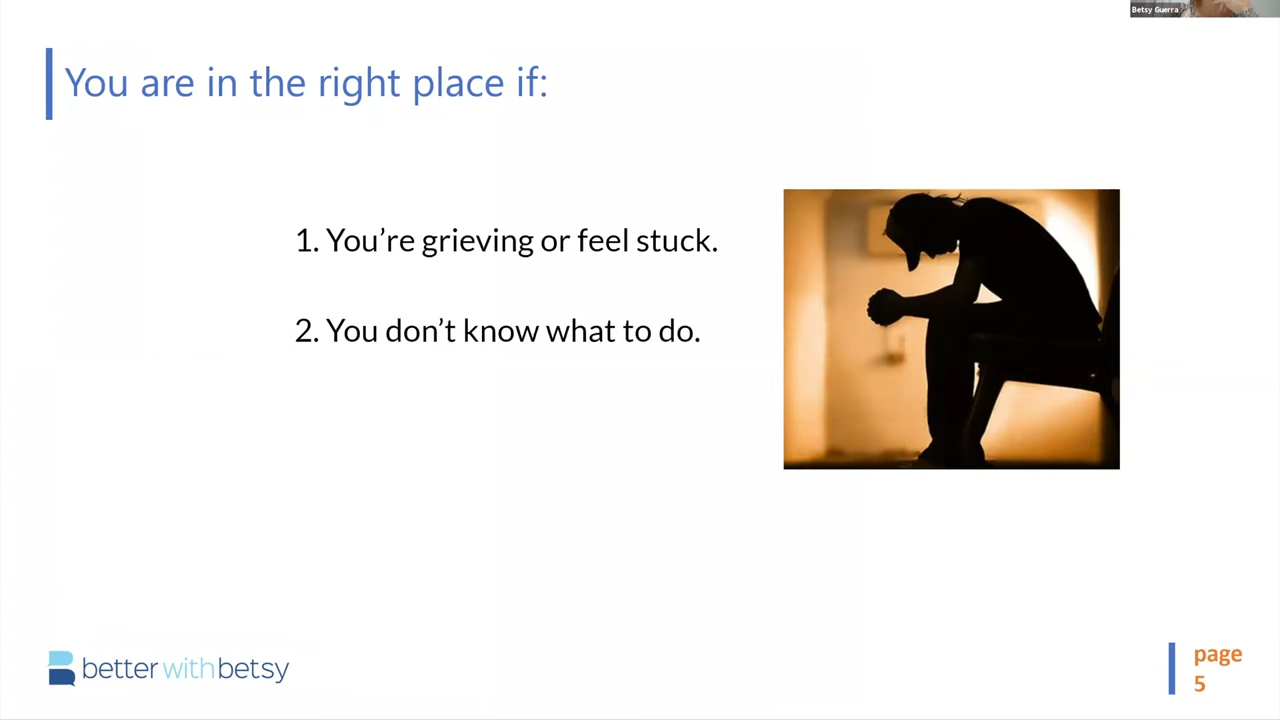 Betsy Guerra
You are in the right place if:
1. You’re grieving or feel stuck.
2. You don’t know what to do.
better with betsy
page
5